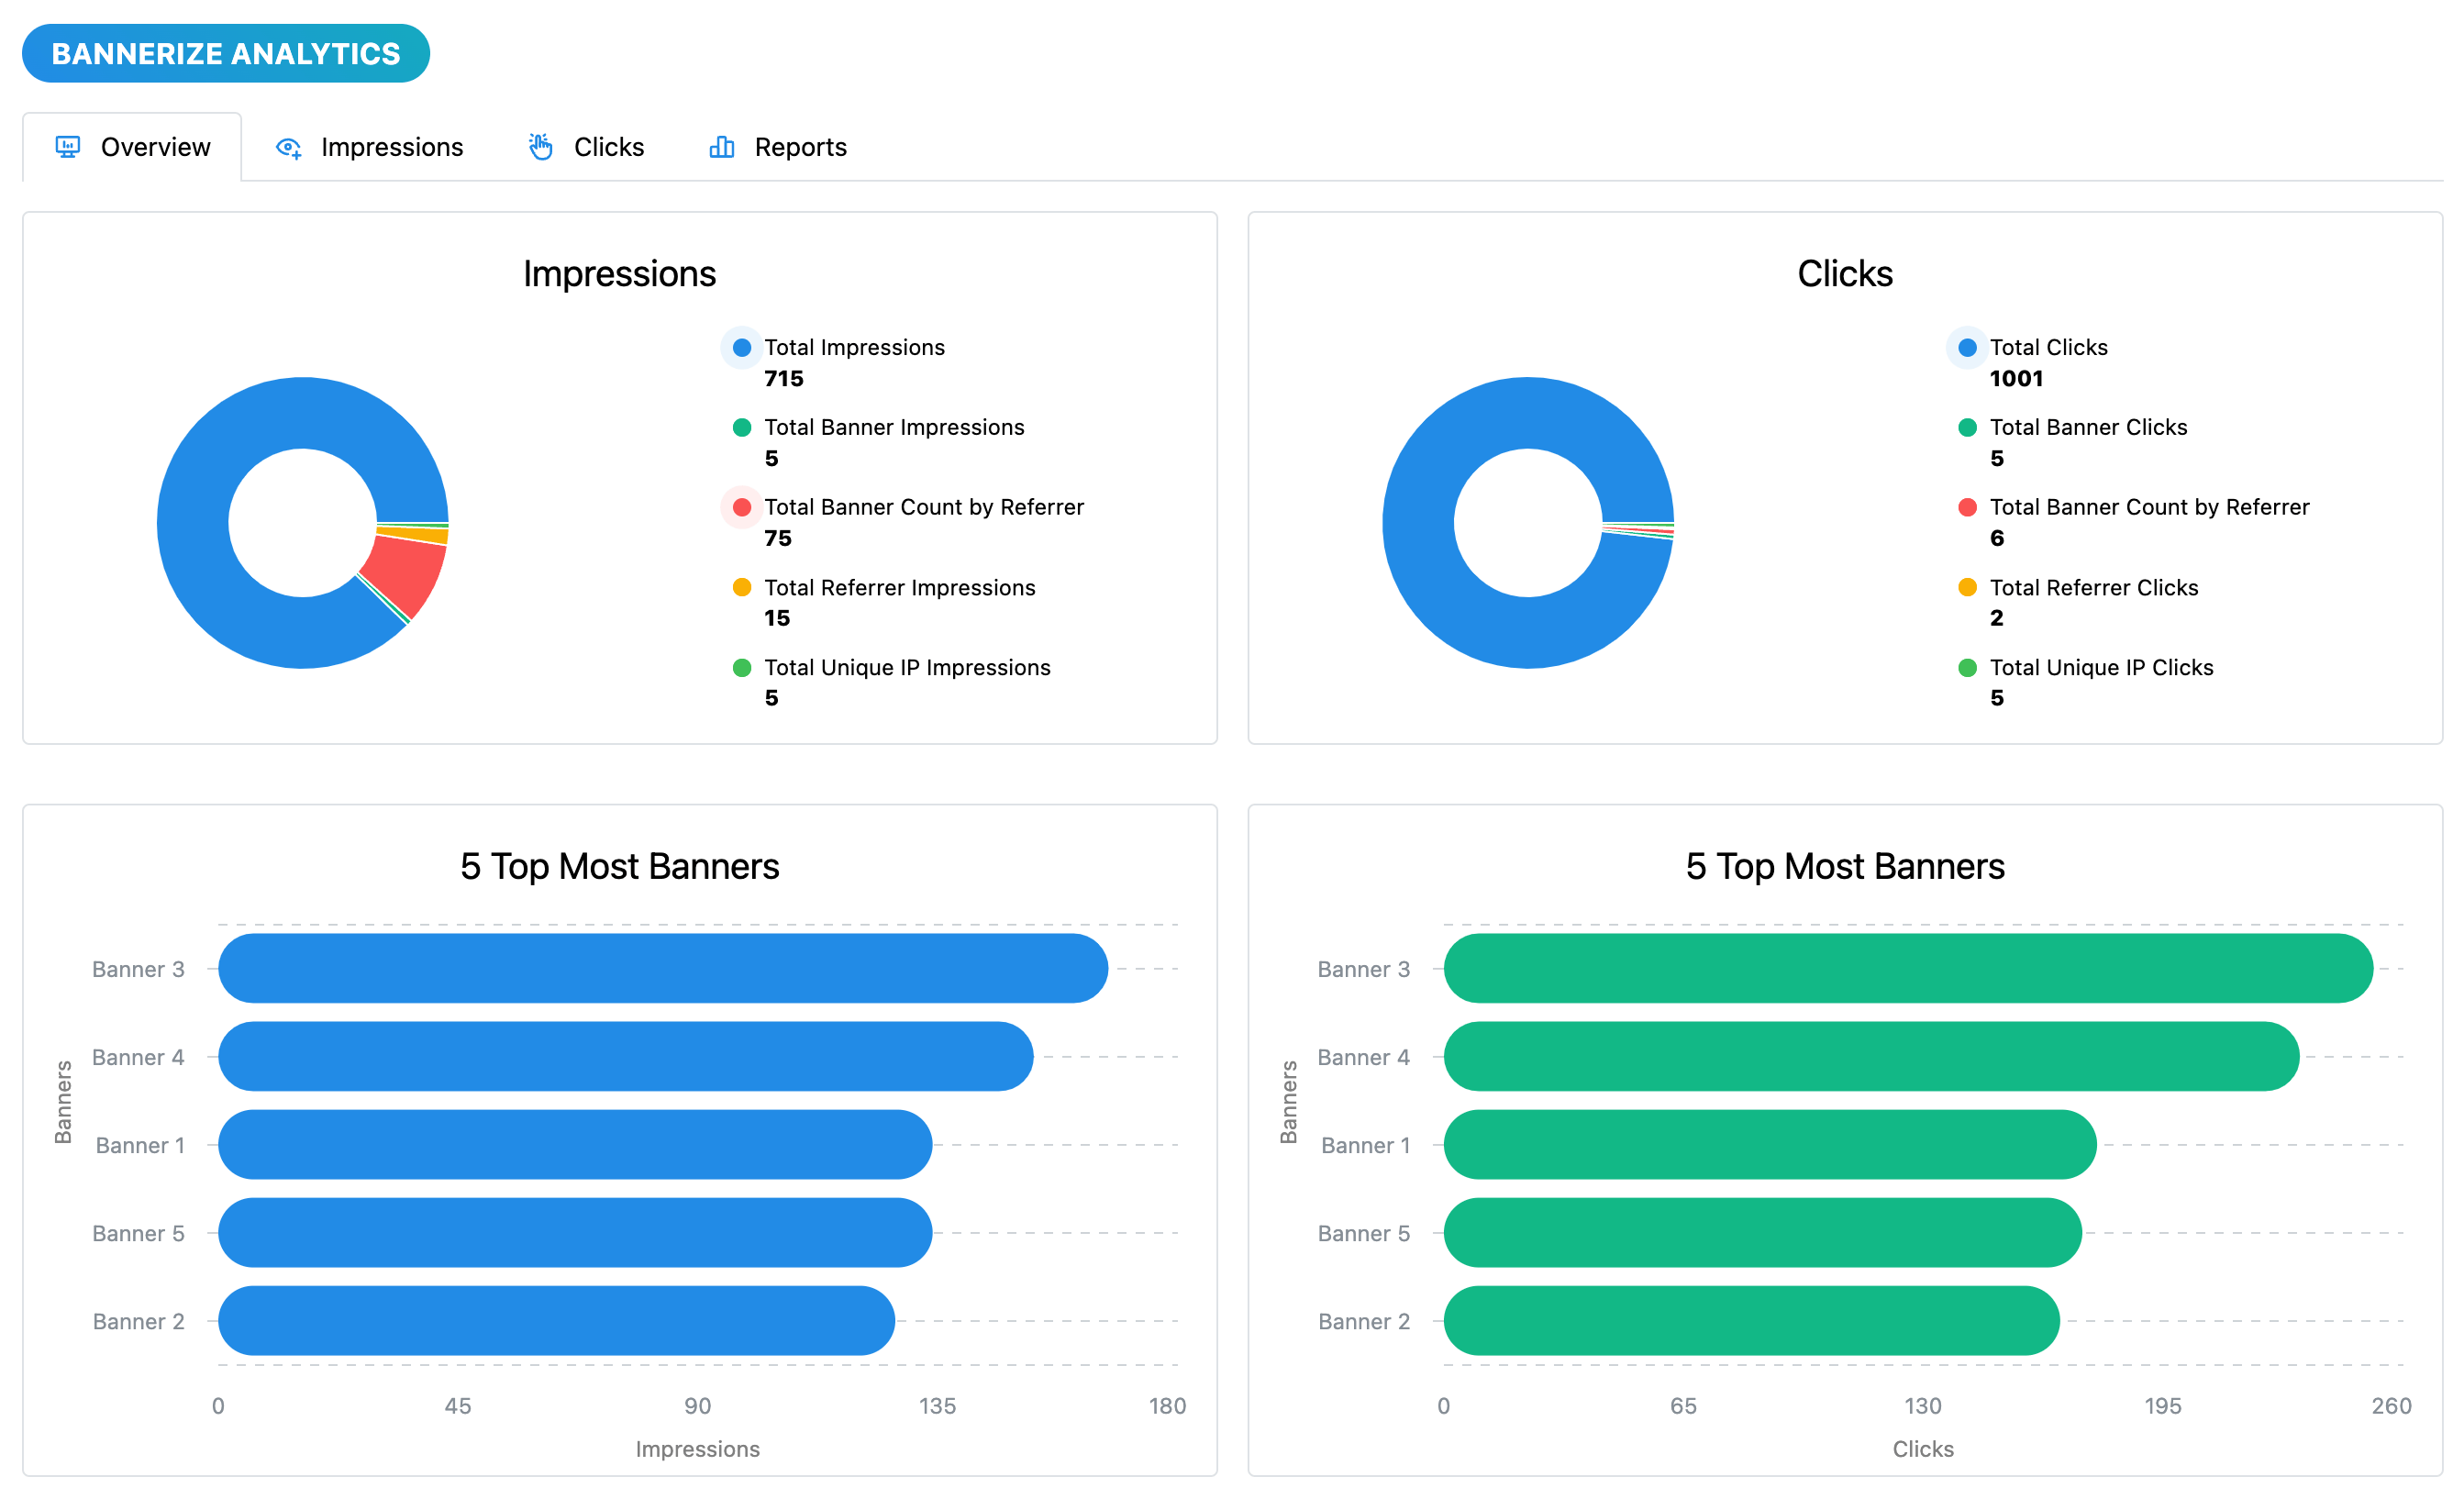 BANNERIZE ANALYTICS
Overview
Impressions
Clicks
Reports
Impressions
Total Impressions
715
Total Banner Impressions
5
Total Banner Count by Referrer
75
Total Referrer Impressions
15
Total Unique IP Impressions
5
Clicks
Total Clicks
1001
Total Banner Clicks
5
Total Banner Count by Referrer
6
Total Referrer Clicks
2
Total Unique IP Clicks
5
5 Top Most Banners
Banners
Banner 3
Banner 4
Banner 1
Banner 5
Banner 2
0 45 90 135 180
Impressions
5 Top Most Banners
Banners
Banner 3
Banner 4
Banner 1
Banner 5
Banner 2
0 65 130 195 260
Clicks